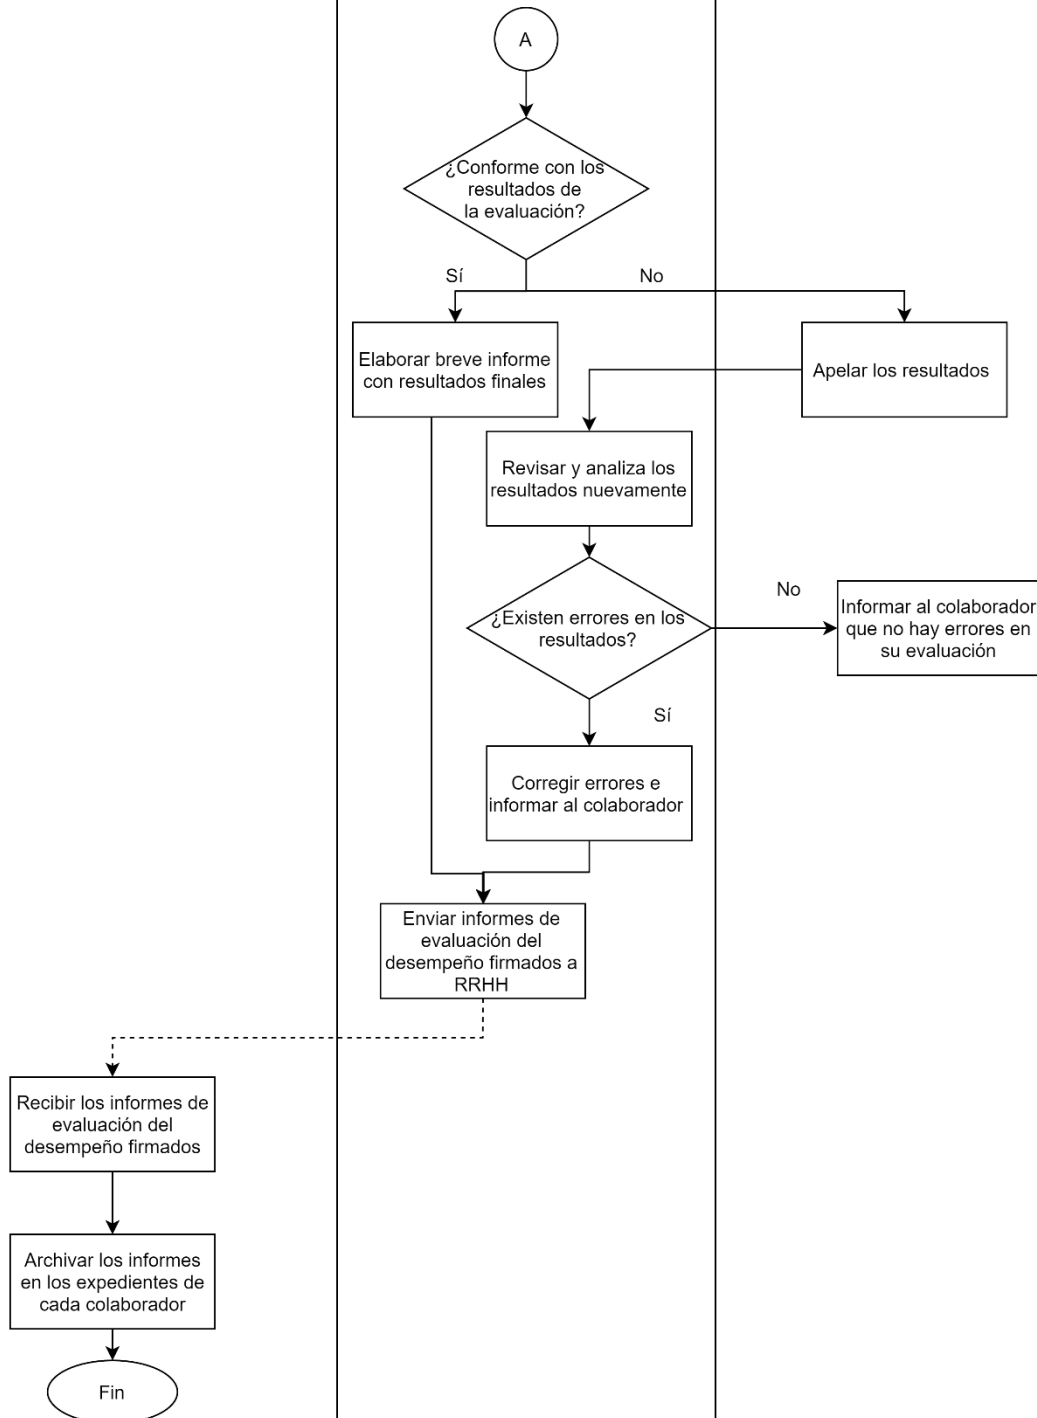 A
¿Conforme con los
resultados de
la evaluación?
Sí
No
Elaborar breve informe
con resultados finales
Apelar los resultados
Revisar y analiza los
resultados nuevamente
¿Existen errores en los
resultados?
No
Informar al colaborador
que no hay errores en
su evaluación
Sí
Corregir errores e
informar al colaborador
Enviar informes de
evaluación del
desempeño firmados a
RRHH
Recibir los informes de
evaluación del
desempeño firmados
Archivar los informes
en los expedientes de
cada colaborador
Fin